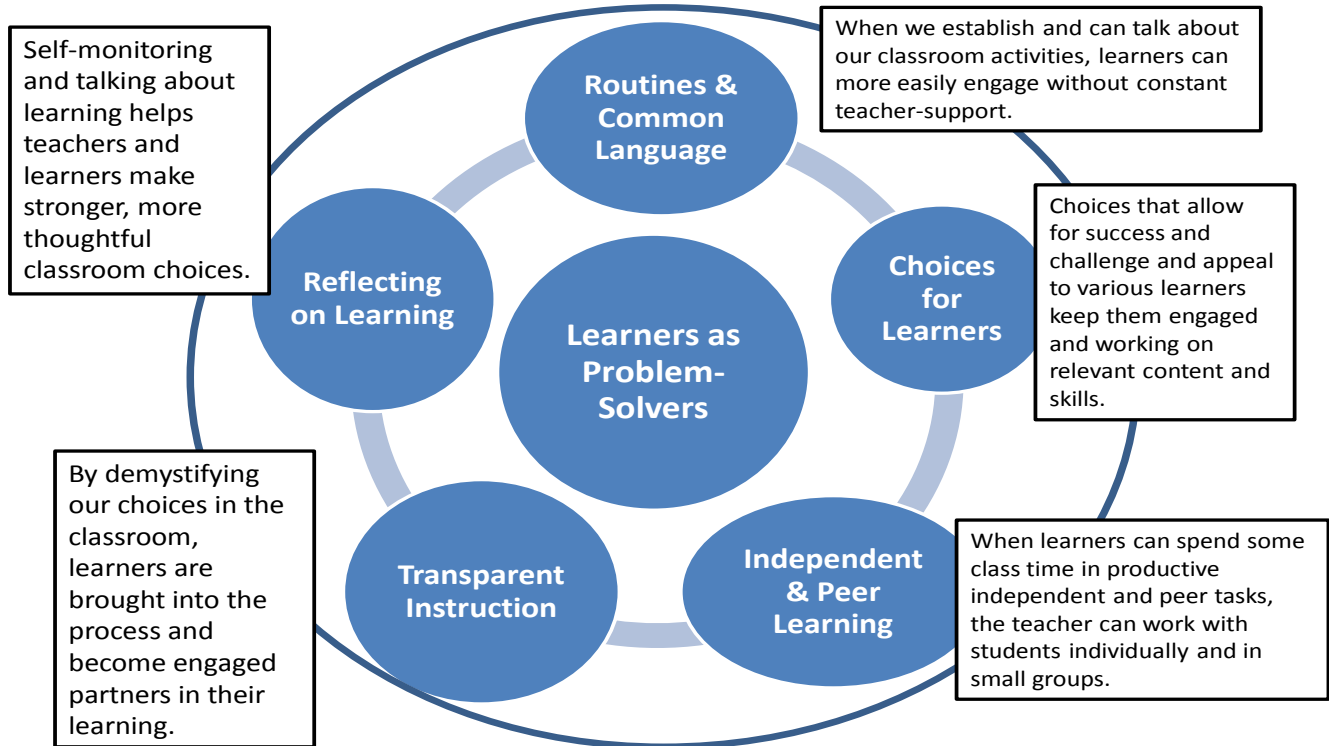 Self-monitoring
and talking about
learning helps
teachers and
learners make
stronger, more
thoughtful
classroom choices.
When we establish and can talk about
our classroom activities, learners can
more easily engage without constant
teacher-support.
Routines &
Common
Language
Choices that allow
for success and
challenge and appeal
to various learners
keep them engaged
and working on
relevant content and
skills.
Choices
for
Learners
Reflecting
on Learning
Learners as
Problem-
Solvers
By demystifying
our choices in the
classroom,
learners are
brought into the
process and
become engaged
partners in their
learning.
Transparent
Instruction
Independent
& Peer
Learning
When learners can spend some
class time in productive
independent and peer tasks,
the teacher can work with
students individually and in
small groups.